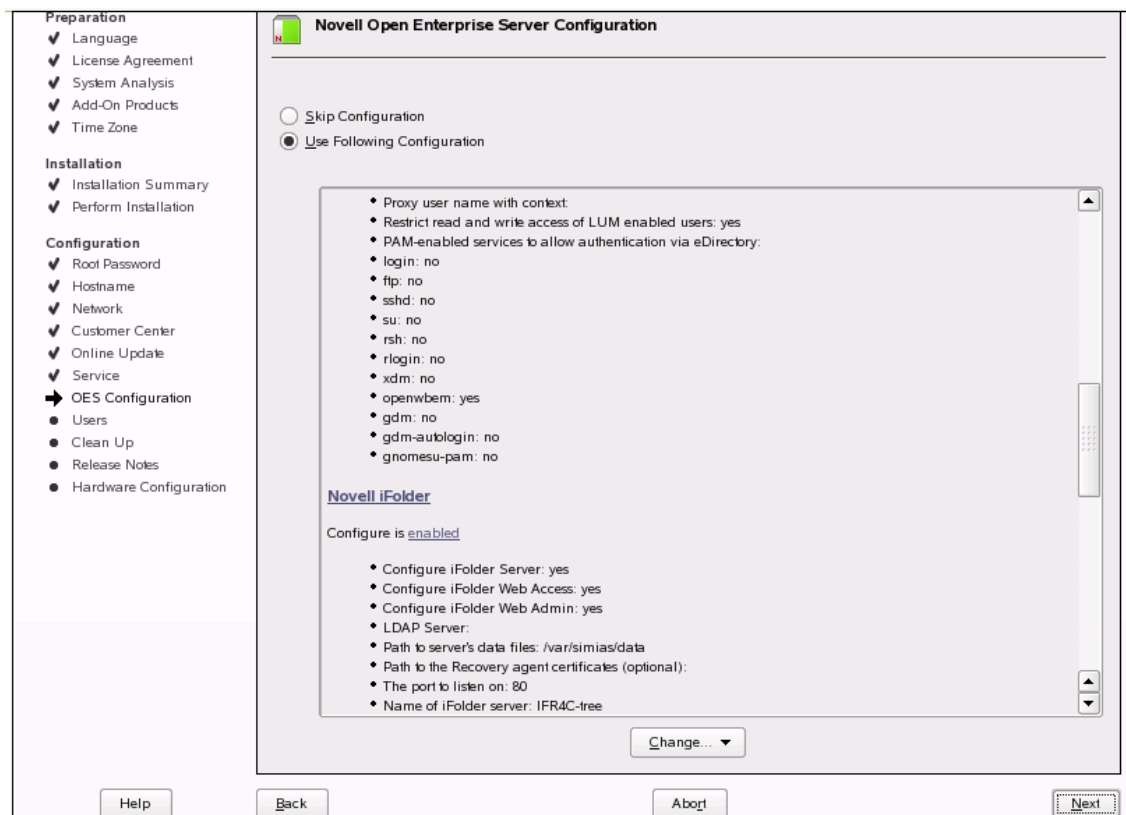 Preparation
Language
License Agreement
System Analysis
Add-On Products
Time Zone
Installation
Installation Summary
Perform Installation
Configuration
Root Password
Hostname
Network
Customer Center
Online Update
Service
OES Configuration
Users
Clean Up
Release Notes
Hardware Configuration
N
Novell Open Enterprise Server Configuration
Skip Configuration
Use Following Configuration
• Proxy user name with context:
• Restrict read and write access of LUM enabled users: yes
• PAM-enabled services to allow authentication via eDirectory:
• login: no
• ftp: no
• sshd: no
• su: no
• rsh: no
• rlogin: no
• xdm: no
• openwbem: yes
• gdm: no
• gdm-autologin: no
• gnomesu-pam: no
Novell iFolder
Configure is enabled
• Configure iFolder Server: yes
• Configure iFolder Web Access: yes
• Configure iFolder Web Admin: yes
• LDAP Server:
• Path to server's data files: /var/simias/data
• Path to the Recovery agent certificates (optional):
• The port to listen on: 80
• Name of iFolder server: IFR4C-tree
Change...
Help
Back
Abort
Next